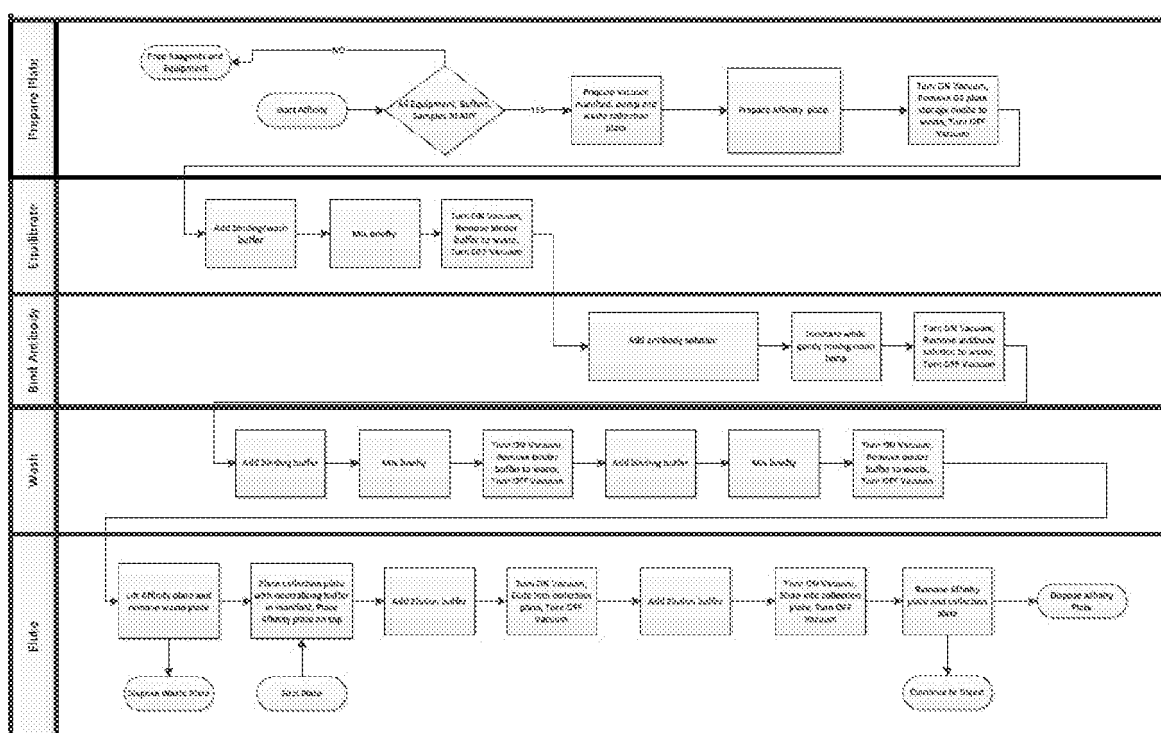 Prepare Plate
NO
Prep Reagents and
Equipment
Start Affinity
All Equipment, Buffers,
Samples READY
YES
Prepare Vacuum
manifold, using one
waste collection
plate
Prepare Affinity plate
Turn ON Vacuum,
Remove
plate
storage buffer to
waste, Turn OFF
Vacuum
Equilibrate
Add binding/wash
buffer
Mix briefly
Turn ON Vacuum,
Remove binder
buffer to waste,
Turn OFF Vacuum
Bind Antibody
Add antibody solution
Incubate while
gently
Turn ON Vacuum,
Remove antibody
solution to waste,
Turn OFF Vacuum
Wash
Add binding buffer
Mix briefly
Turn ON Vacuum,
Remove binder
buffer to waste,
Turn OFF Vacuum
Add binding buffer
Mix briefly
Turn ON Vacuum,
Remove binder
buffer to waste,
Turn OFF Vacuum
Elute
Lift Affinity plate and
remove waste plate
Place collection plate
with neutralizing buffer
in manifold, Place
Affinity plate on top
Add Elution buffer
Turn ON Vacuum,
Elute into collection
plate, Turn OFF
Vacuum
Add Elution buffer
Turn ON Vacuum,
Elute into collection
plate, Turn OFF
Vacuum
Remove Affinity
plate and collection
plate
Dispose Affinity
Plate
Dispose Waste Plate
Continue to Digest